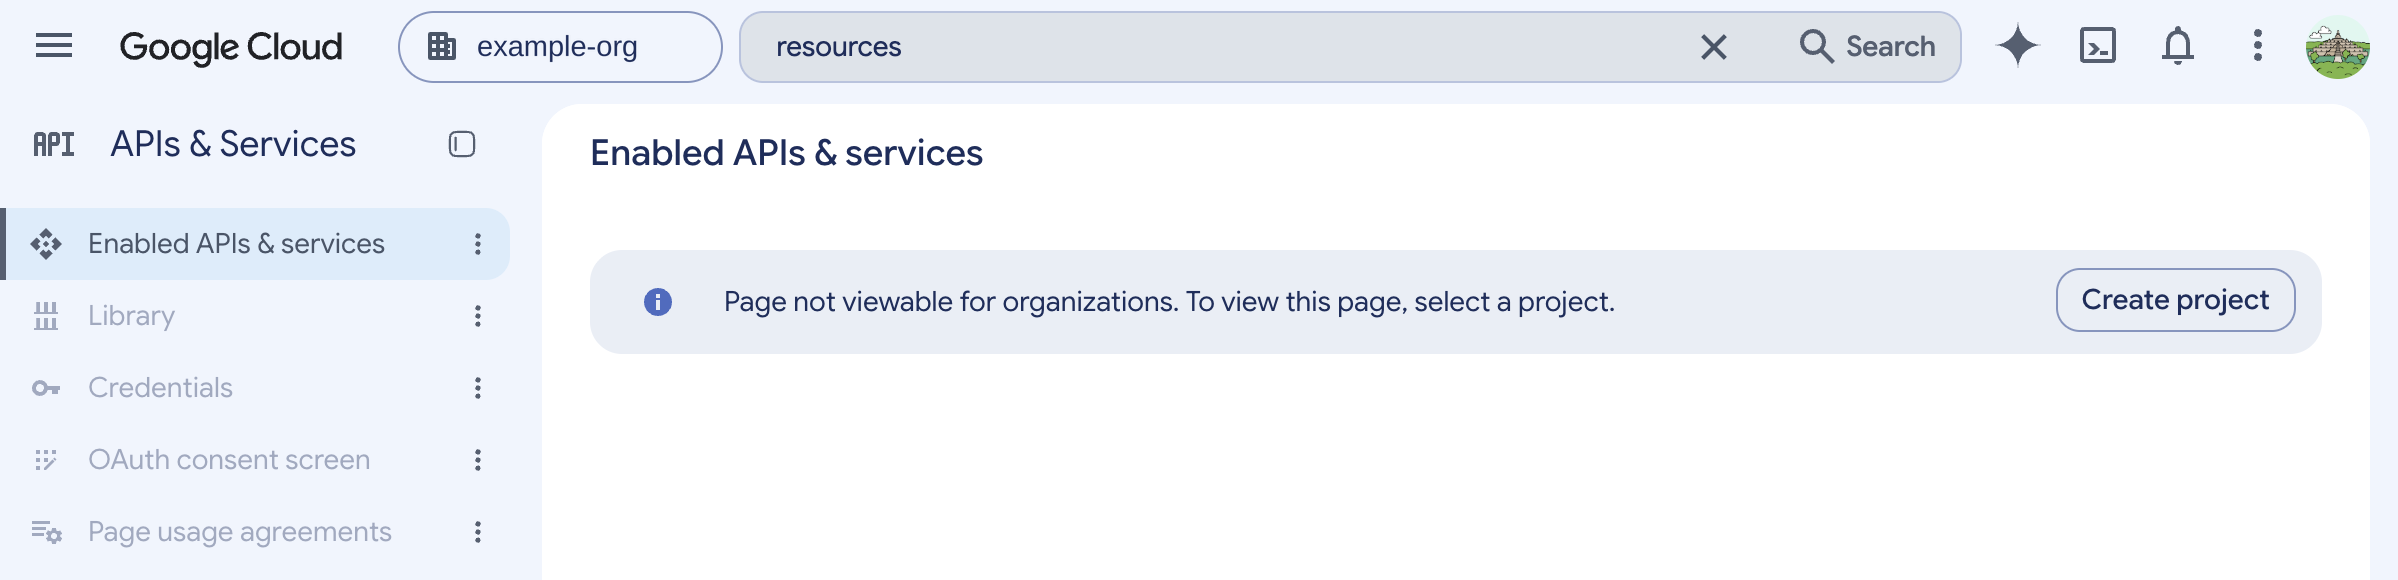 Google Cloud
example-org
resources
Search
API
APIs & Services
Enabled APIs & services
Library
Credentials
OAuth consent screen
Page usage agreements
Enabled APIs & services
Page not viewable for organizations. To view this page, select a project.
Create project